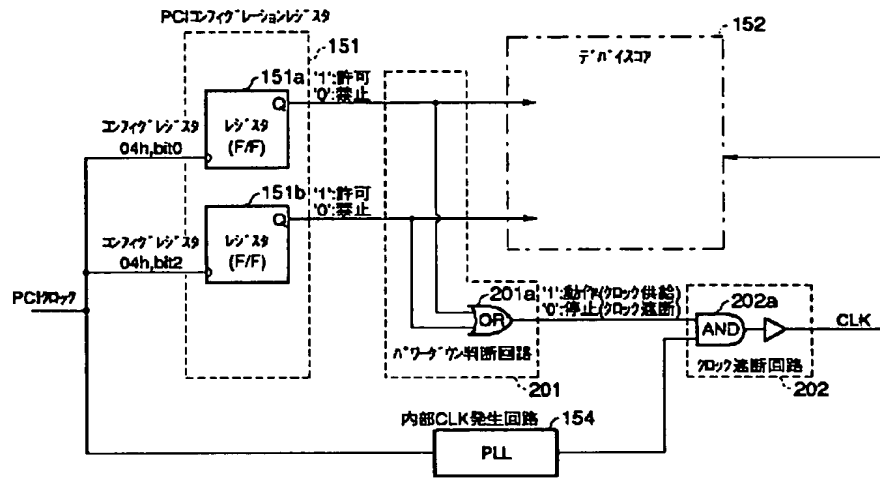 PCIコンフィグレーションレジスタ
151
152
デバイスコア
151a
'1':許可
'0':禁止
Q
コンフィグレジスタ
04h,bit0
レジスタ
(F/F)
151b
'1':許可
'0':禁止
Q
コンフィグレジスタ
04h,bit2
レジスタ
(F/F)
PCIクロック
201a
'1':動作(クロック供給)
'0':停止(クロック遮断)
OR
202a
AND
CLK
パワーダウン判断回路
201
クロック遮断回路
202
内部CLK発生回路
154
PLL